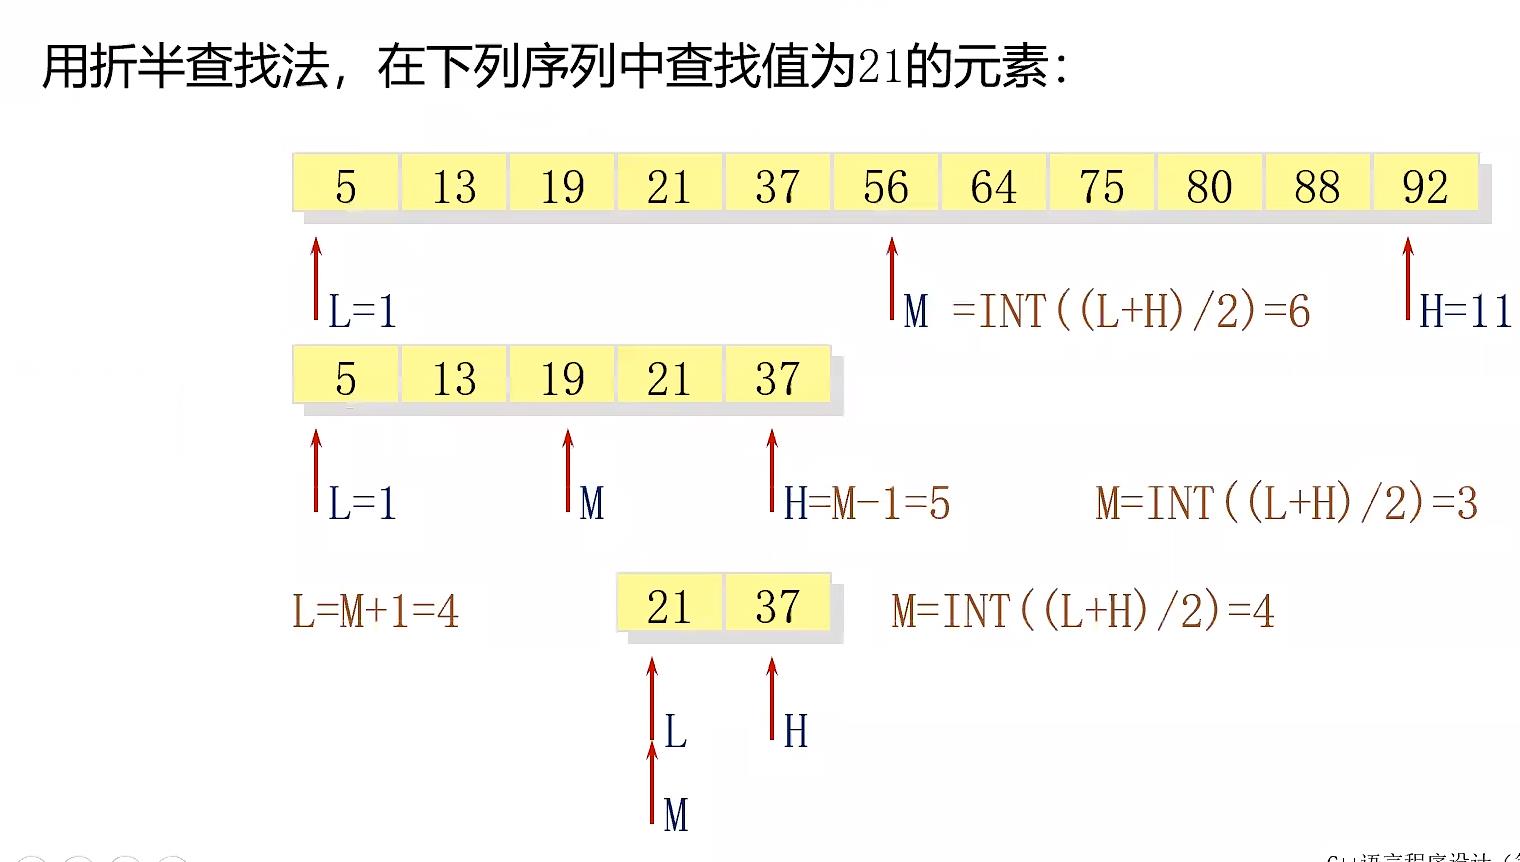 用折半查找法，在下列序列中查找值为21的元素：
5 13 19 21 37 56 64 75 80 88 92
L=1 M =INT((L+H)/2)=6 H=11
5 13 19 21 37
L=1 M H=M-1=5 M=INT((L+H)/2)=3
L=M+1=4 21 37 M=INT((L+H)/2)=4
L H
M
C++语言程序设计